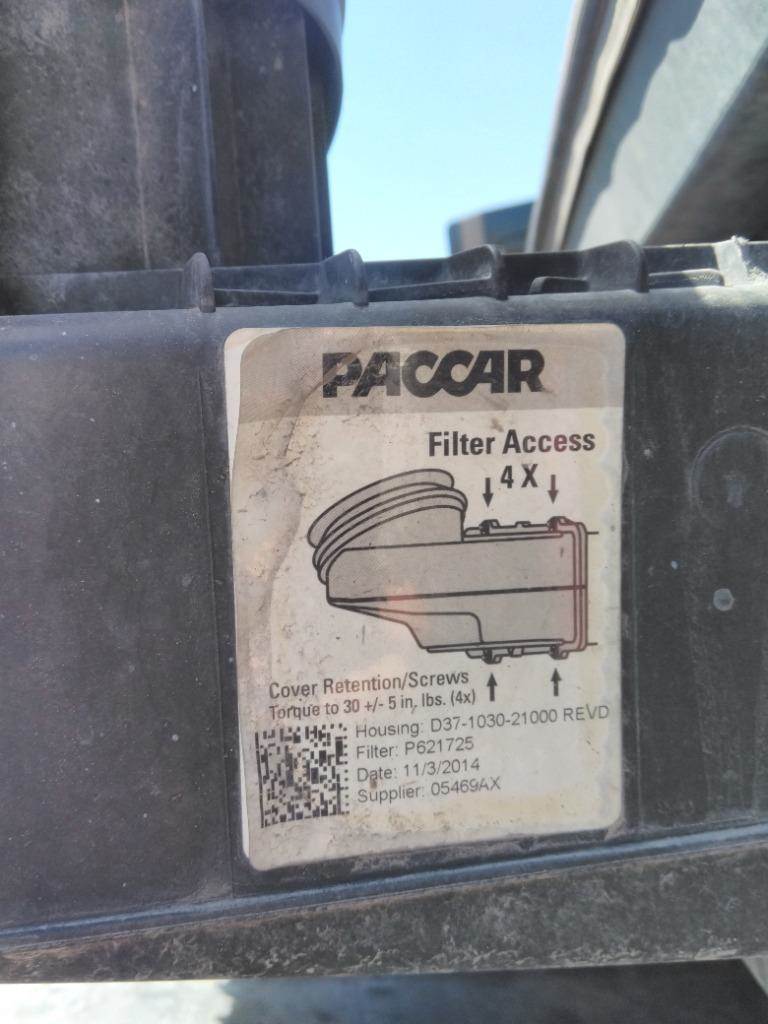 PACCAR
Filter Access
4 X
Cover Retention/Screws
Torque to 30 +/- 5 in. lbs. (4x)
Housing: D37-1030-21000 REVD
Filter: P621725
Date: 11/3/2014
Supplier: 05469AX